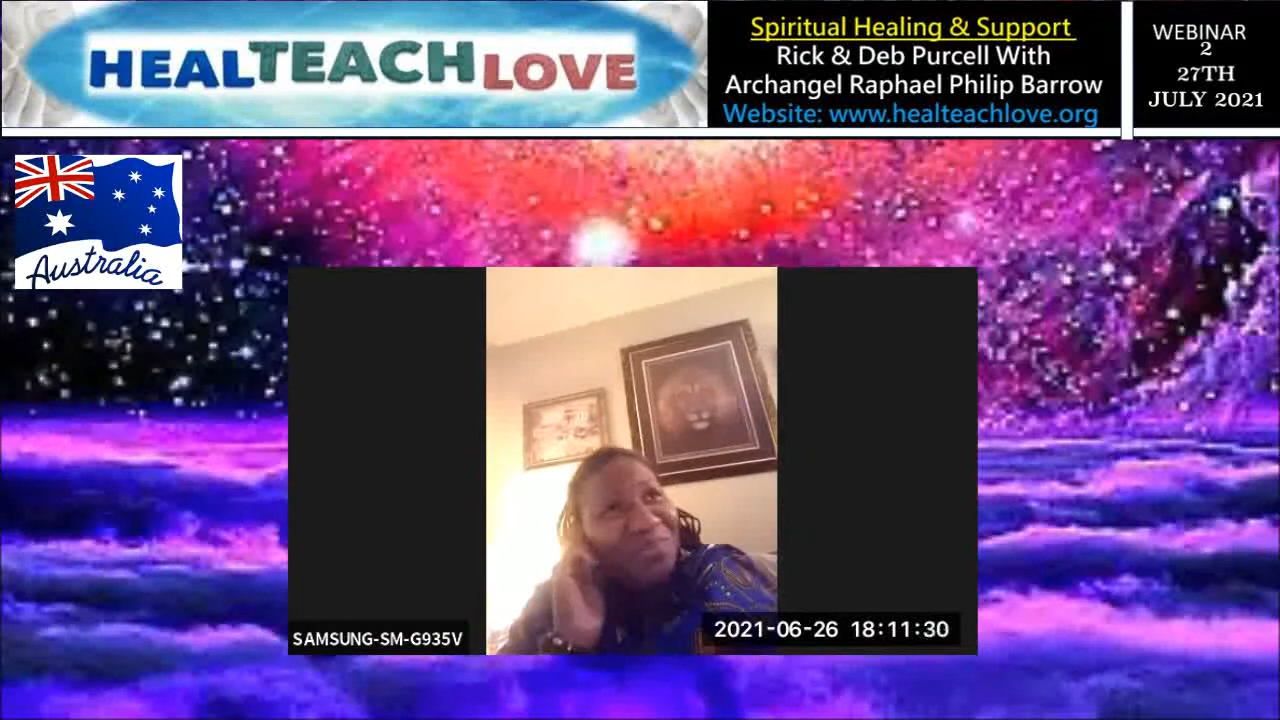 HEALTEACHLOVE
Spiritual Healing & Support
Rick & Deb Purcell With
Archangel Raphael Philip Barrow
Website: www.healteachlove.org
WEBINAR
2
27TH
JULY 2021
Australia
SAMSUNG-SM-G935V
2021-06-26 18:11:30